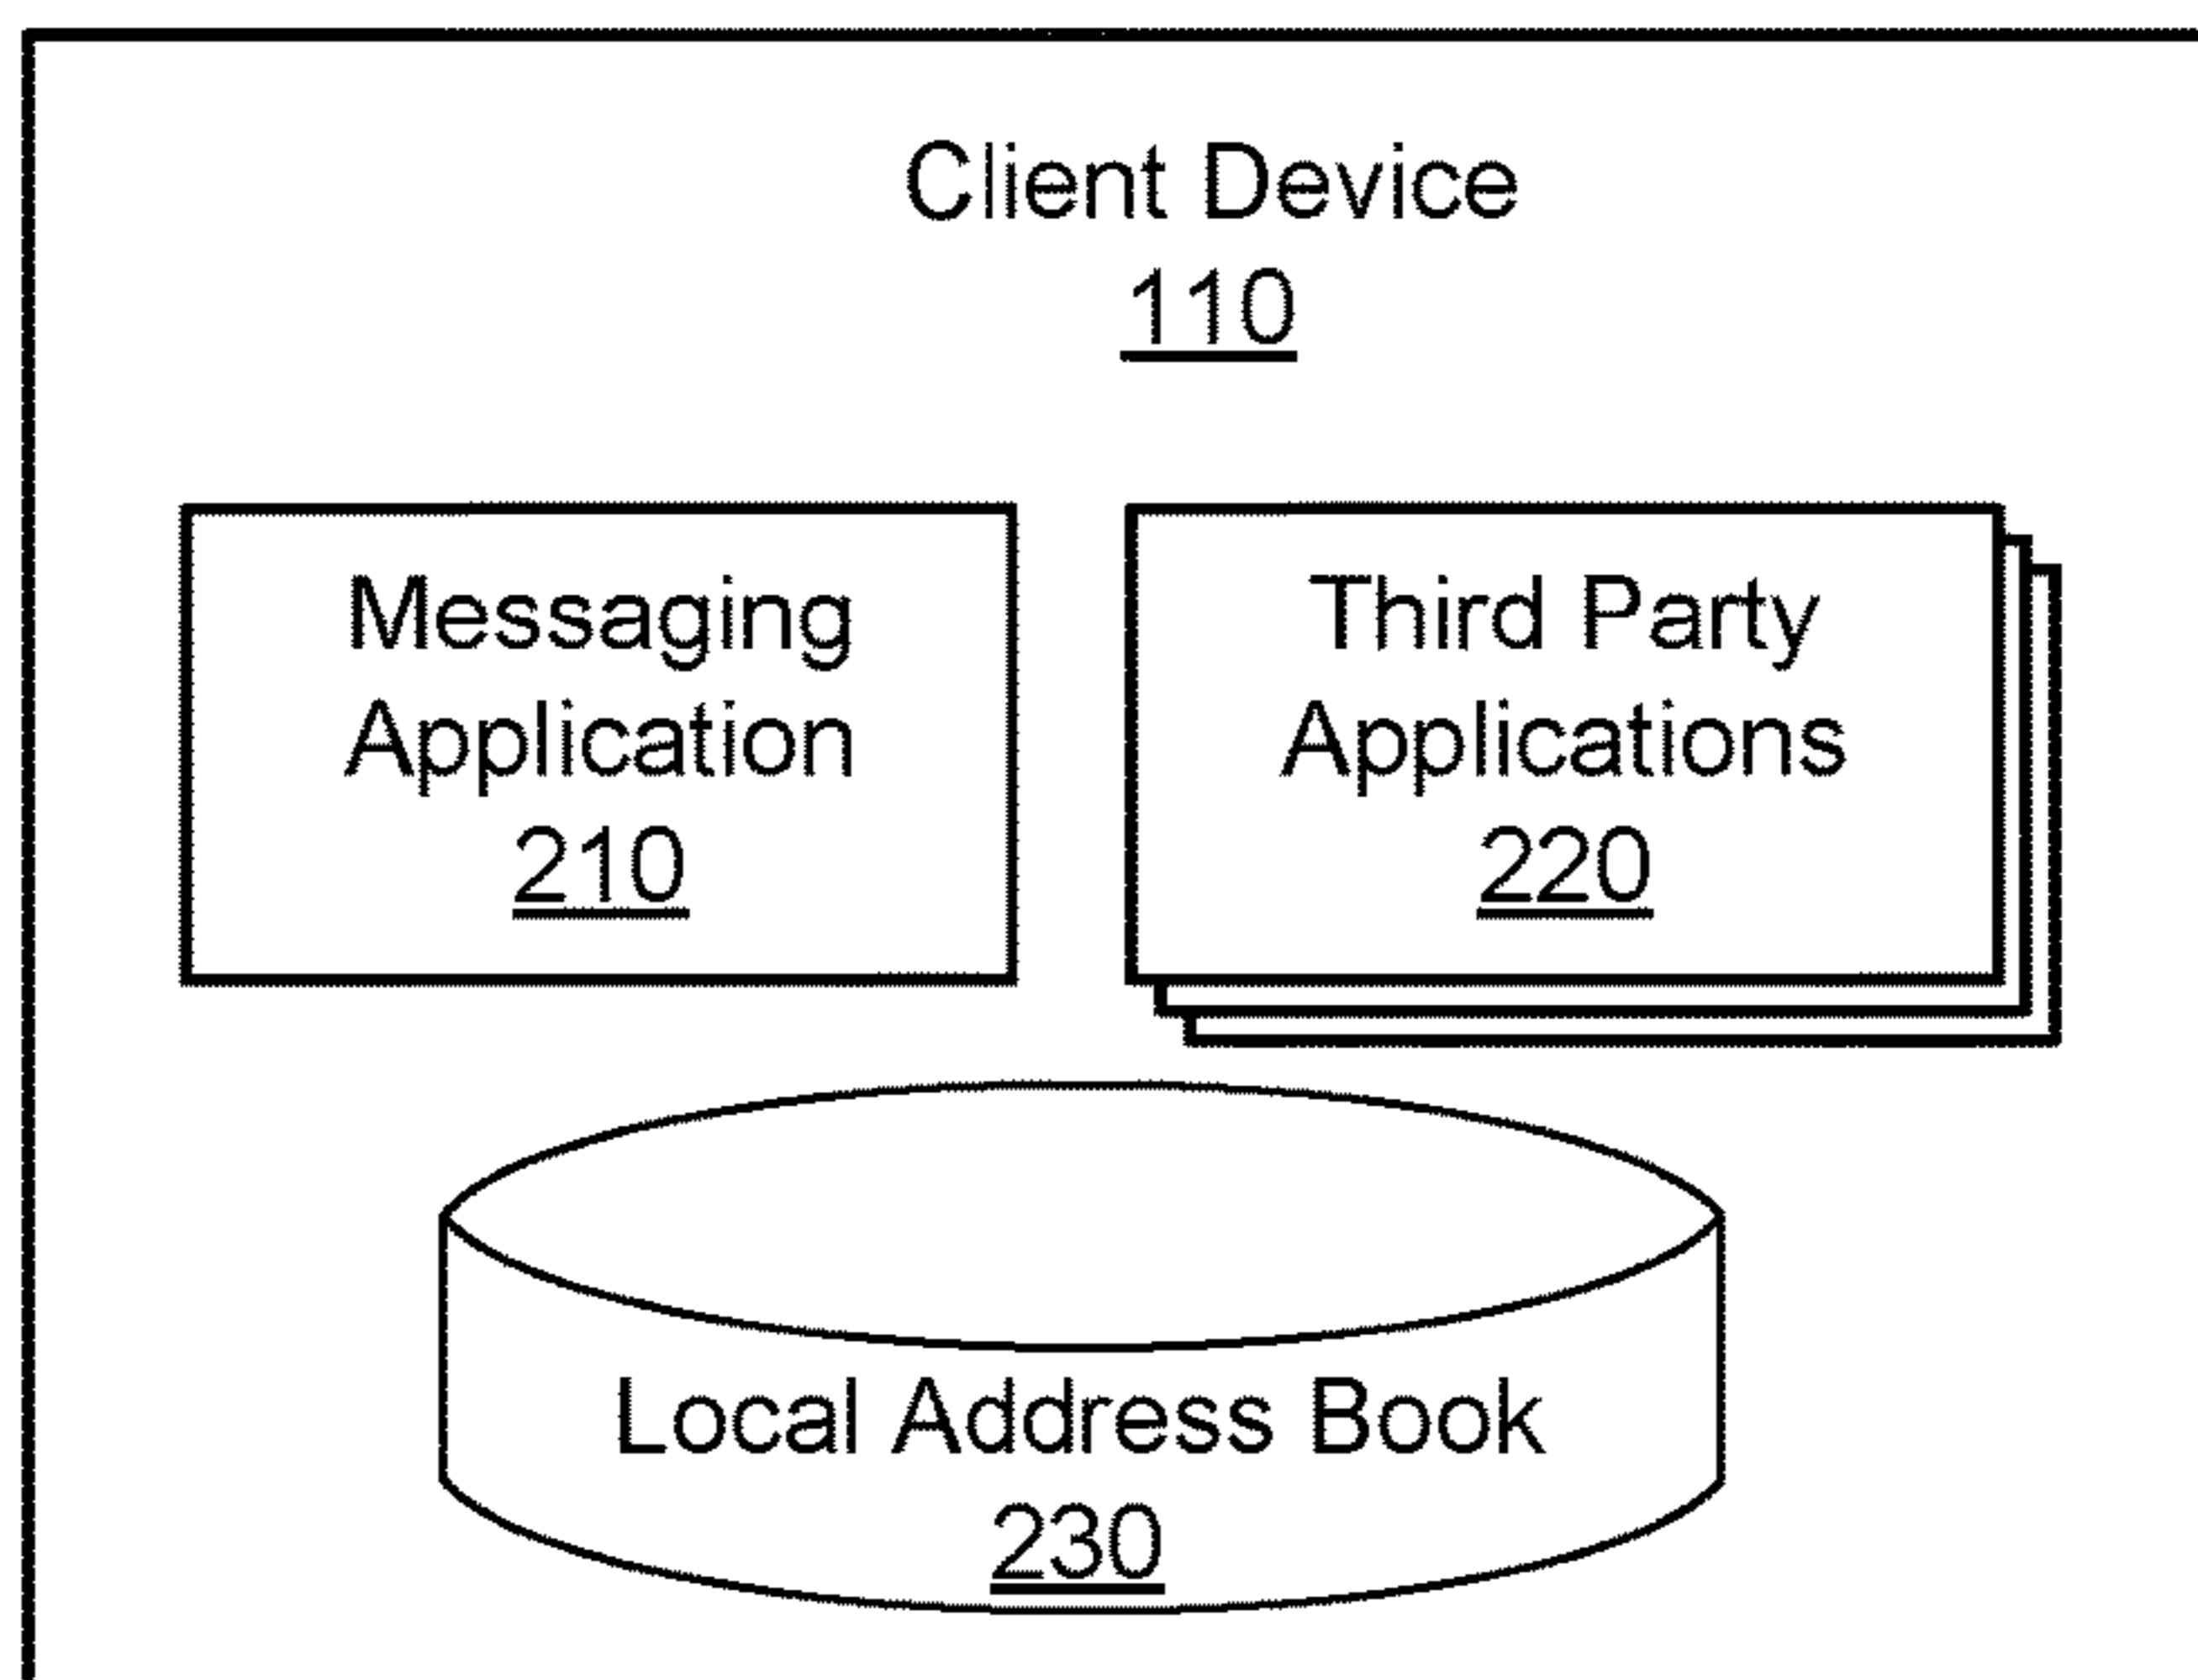 Client Device
110
Messaging
Application
210
Third Party
Applications
220
Local Address Book
230